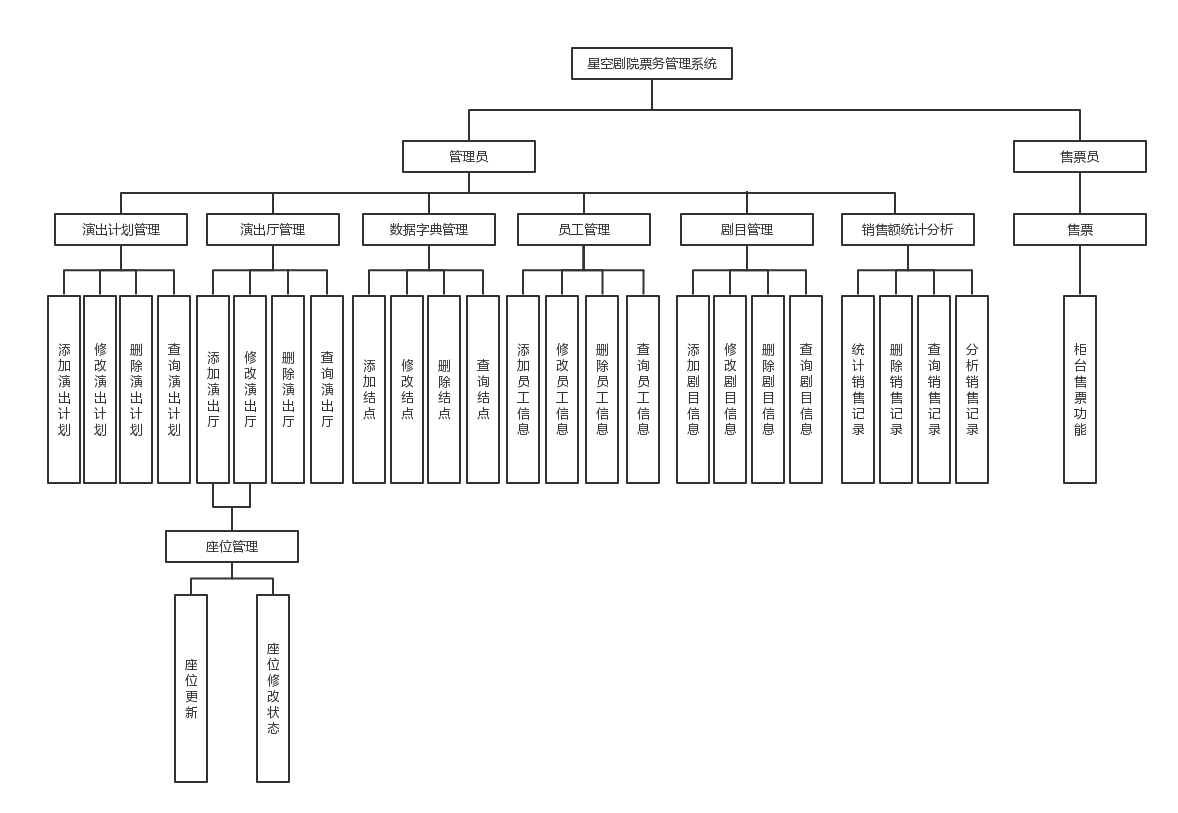 星空剧院票务管理系统
管理员
售票员
演出计划管理
演出厅管理
数据字典管理
员工管理
剧目管理
销售额统计分析
售票
添加演出计划
修改演出计划
删除演出计划
查询演出计划
添加演出厅
修改演出厅
删除演出厅
查询演出厅
添加结点
修改结点
删除结点
查询结点
添加员工信息
修改员工信息
删除员工信息
查询员工信息
添加剧目信息
修改剧目信息
删除剧目信息
查询剧目信息
统计销售记录
删除销售记录
查询销售记录
分析销售记录
柜台售票功能
座位管理
座位更新
座位修改状态